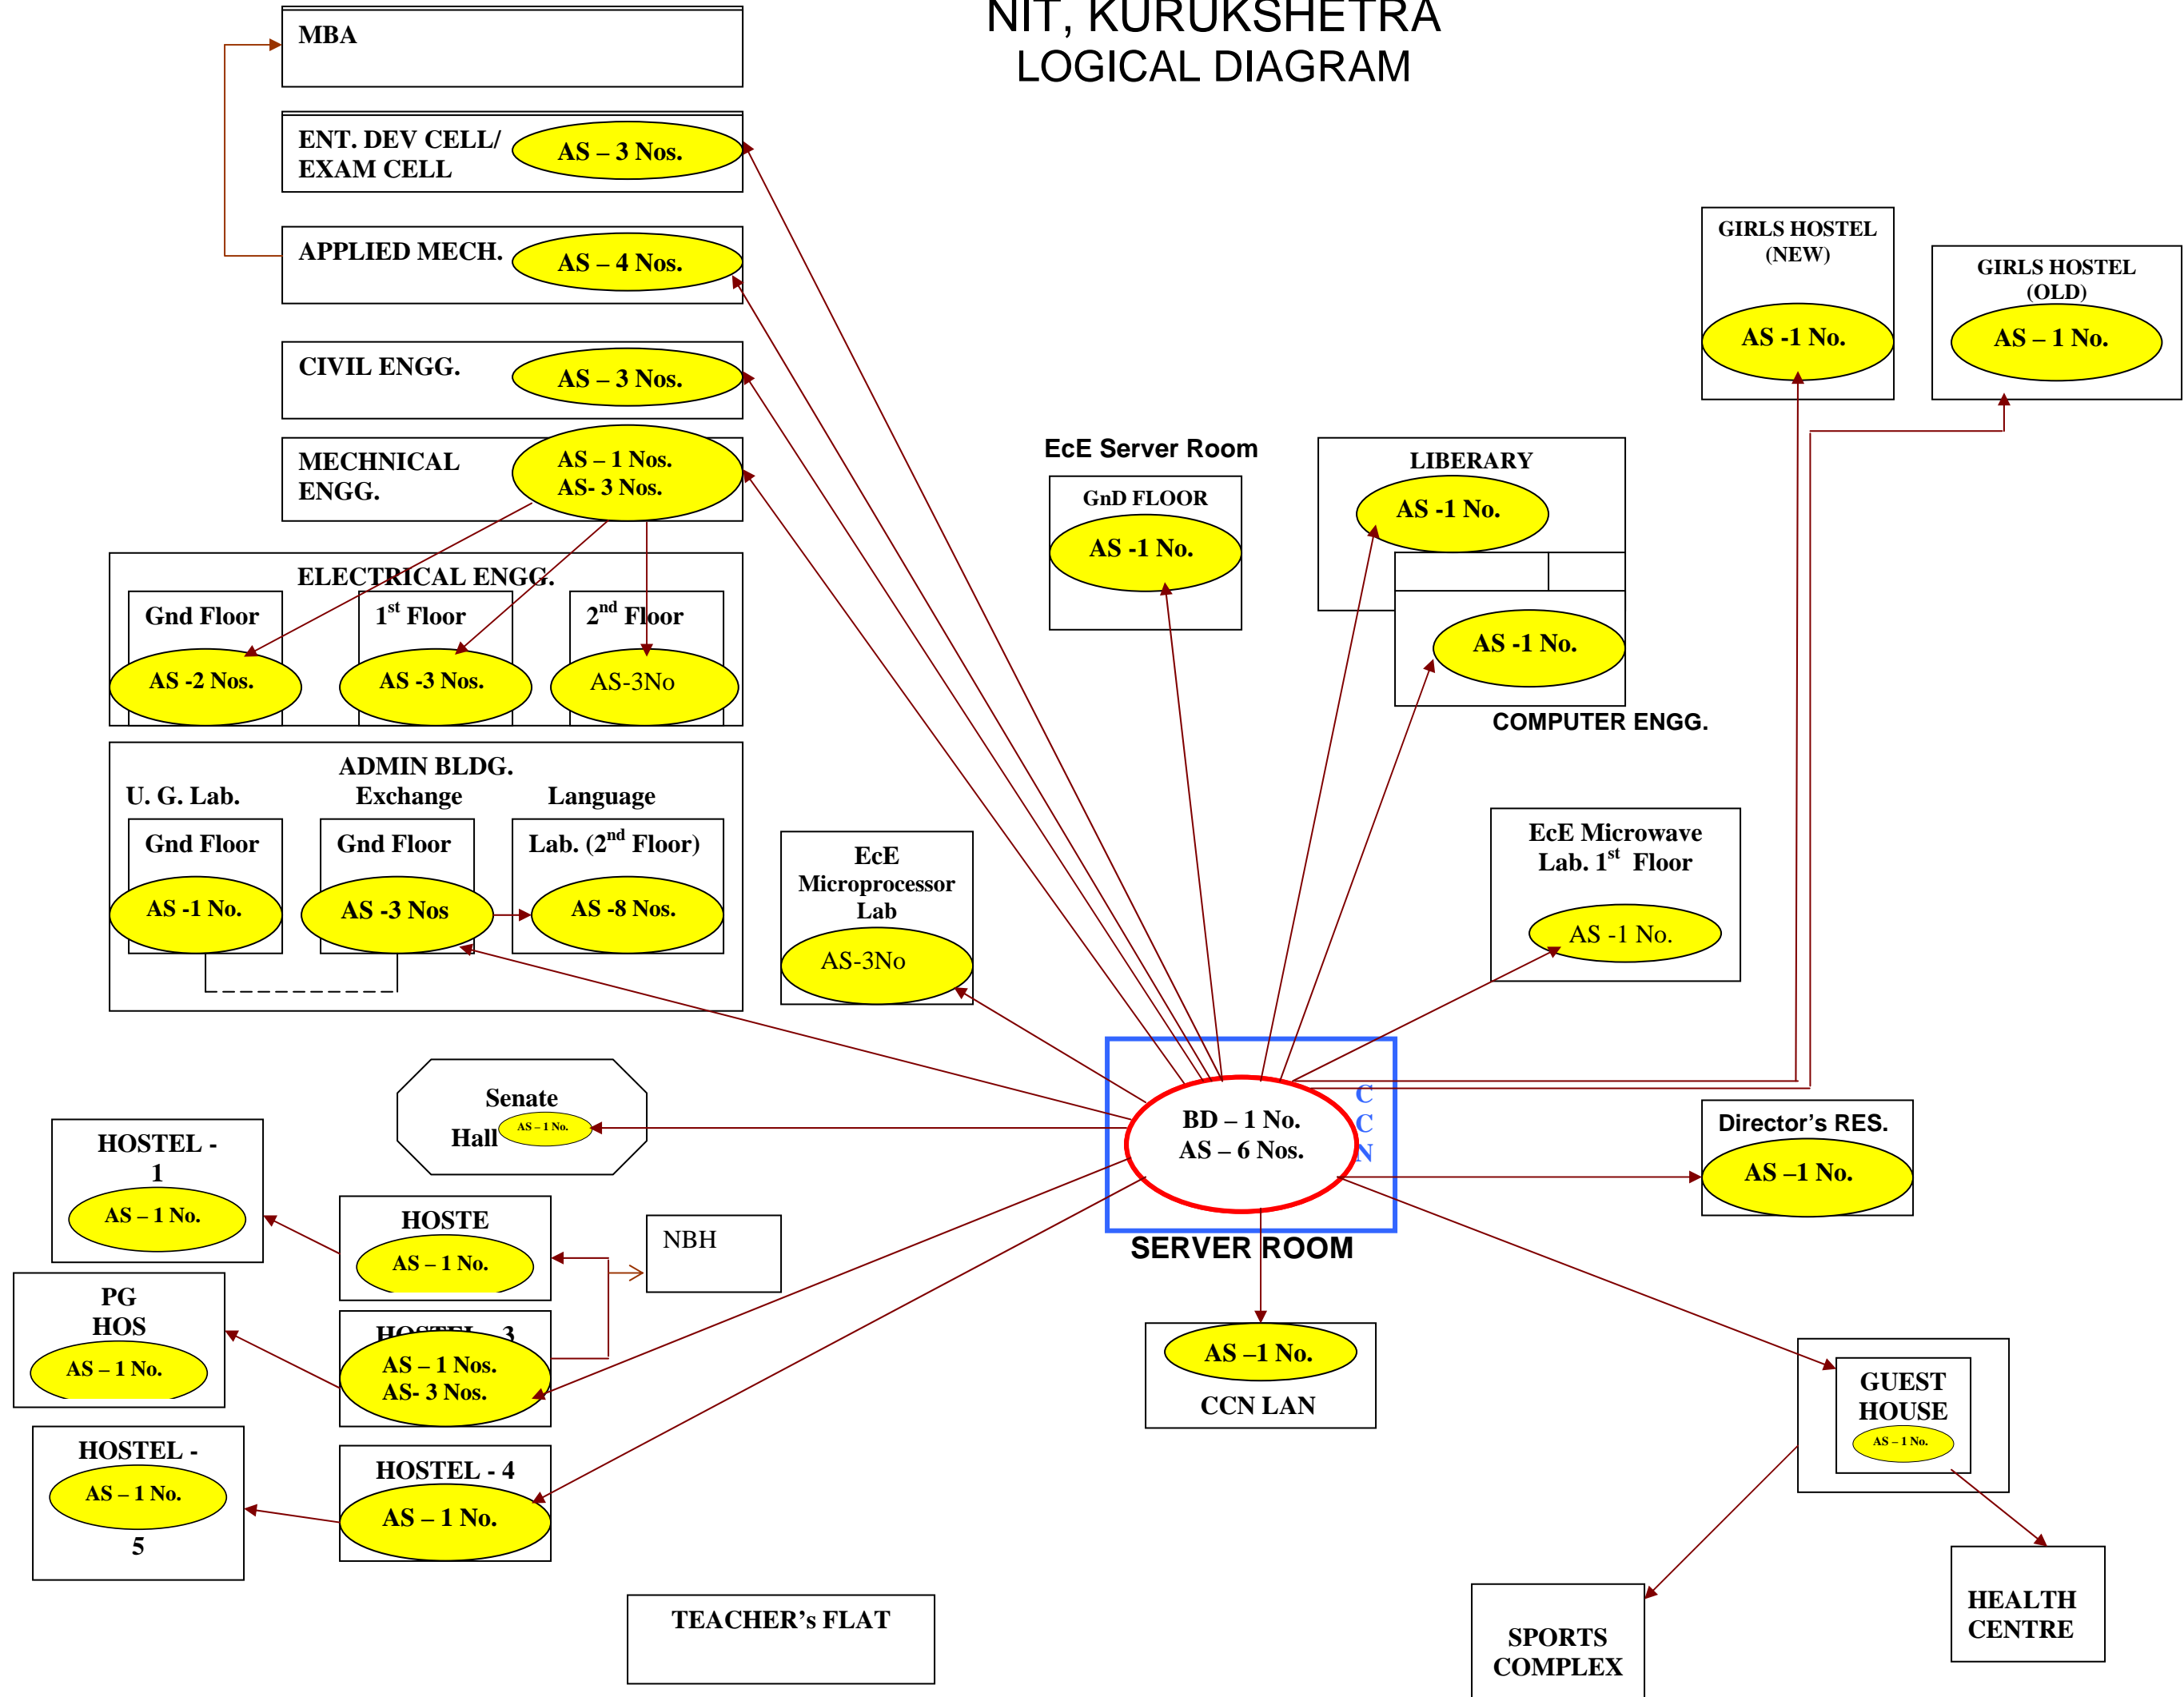 NIT, KURUKSHETRA
LOGICAL DIAGRAM
MBA
ENT. DEV CELL/
EXAM CELL
AS – 3 Nos.
APPLIED MECH.
AS – 4 Nos.
CIVIL ENGG.
AS – 3 Nos.
MECHNICAL
ENGG.
AS – 1 Nos.
AS- 3 Nos.
ELECTRICAL ENGG.
Gnd Floor
AS -2 Nos.
1st Floor
AS -3 Nos.
2nd Floor
AS-3No
ADMIN BLDG.
U. G. Lab.
Exchange
Language
Gnd Floor
AS -1 No.
Gnd Floor
AS -3 Nos
Lab. (2nd Floor)
AS -8 Nos.
GIRLS HOSTEL
(NEW)
AS -1 No.
GIRLS HOSTEL
(OLD)
AS – 1 No.
EcE Server Room
GnD FLOOR
AS -1 No.
LIBERARY
AS -1 No.
AS -1 No.
COMPUTER ENGG.
EcE
Microprocessor
Lab
AS-3No
EcE Microwave
Lab. 1st Floor
AS -1 No.
BD – 1 No.
AS – 6 Nos.
C
C
N
SERVER ROOM
Senate
Hall
AS – 1 No.
Director's RES.
AS –1 No.
HOSTEL -
1
AS – 1 No.
HOSTE
AS – 1 No.
NBH
PG
HOS
AS – 1 No.
HOSTEL - 3
AS – 1 Nos.
AS- 3 Nos.
HOSTEL -
AS – 1 No.
5
HOSTEL - 4
AS – 1 No.
AS –1 No.
CCN LAN
GUEST
HOUSE
AS – 1 No.
TEACHER's FLAT
SPORTS
COMPLEX
HEALTH
CENTRE